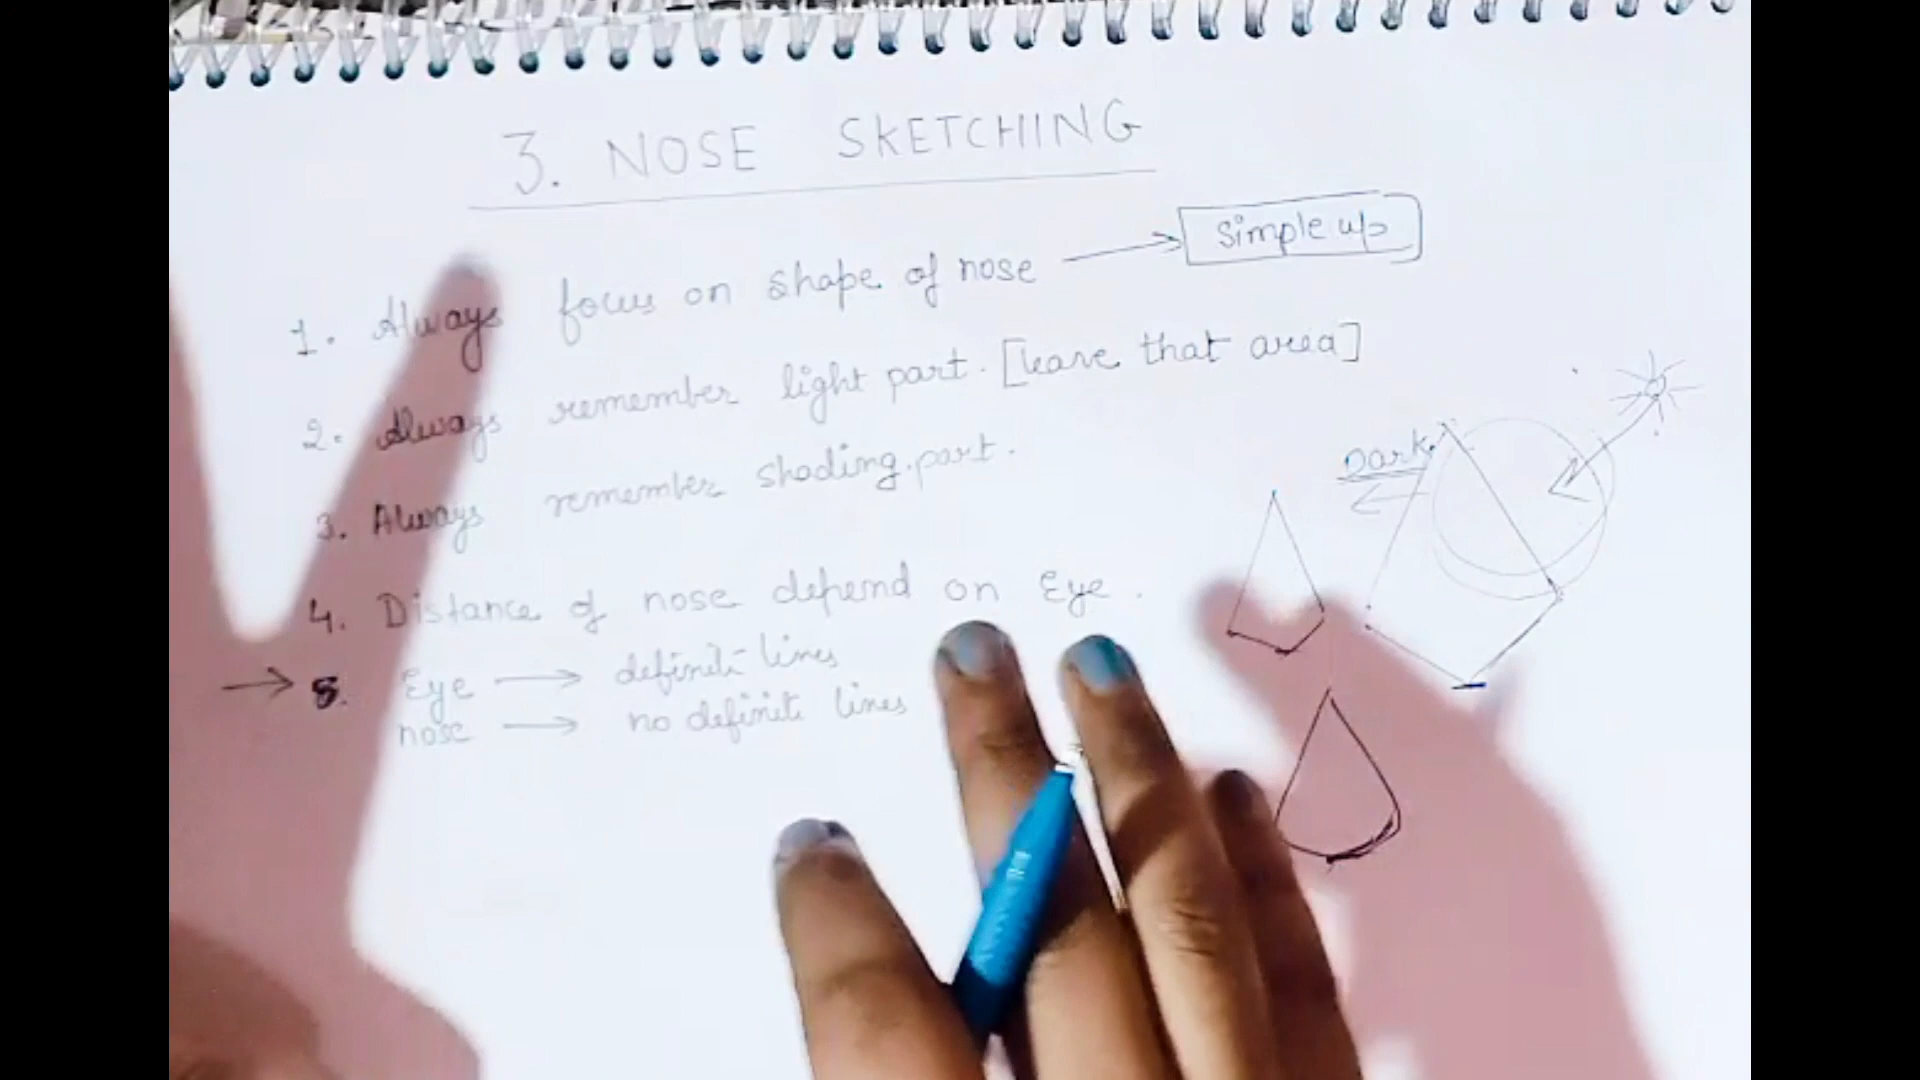 3. NOSE SKETCHING
1. Always focus on shape of nose → Simple up
2. Always remember light part. [leave that area]
3. Always remember shading part.
Dark
4. Distance of nose depend on Eye.
→ 5. Eye → definit lines
nose → no definit lines